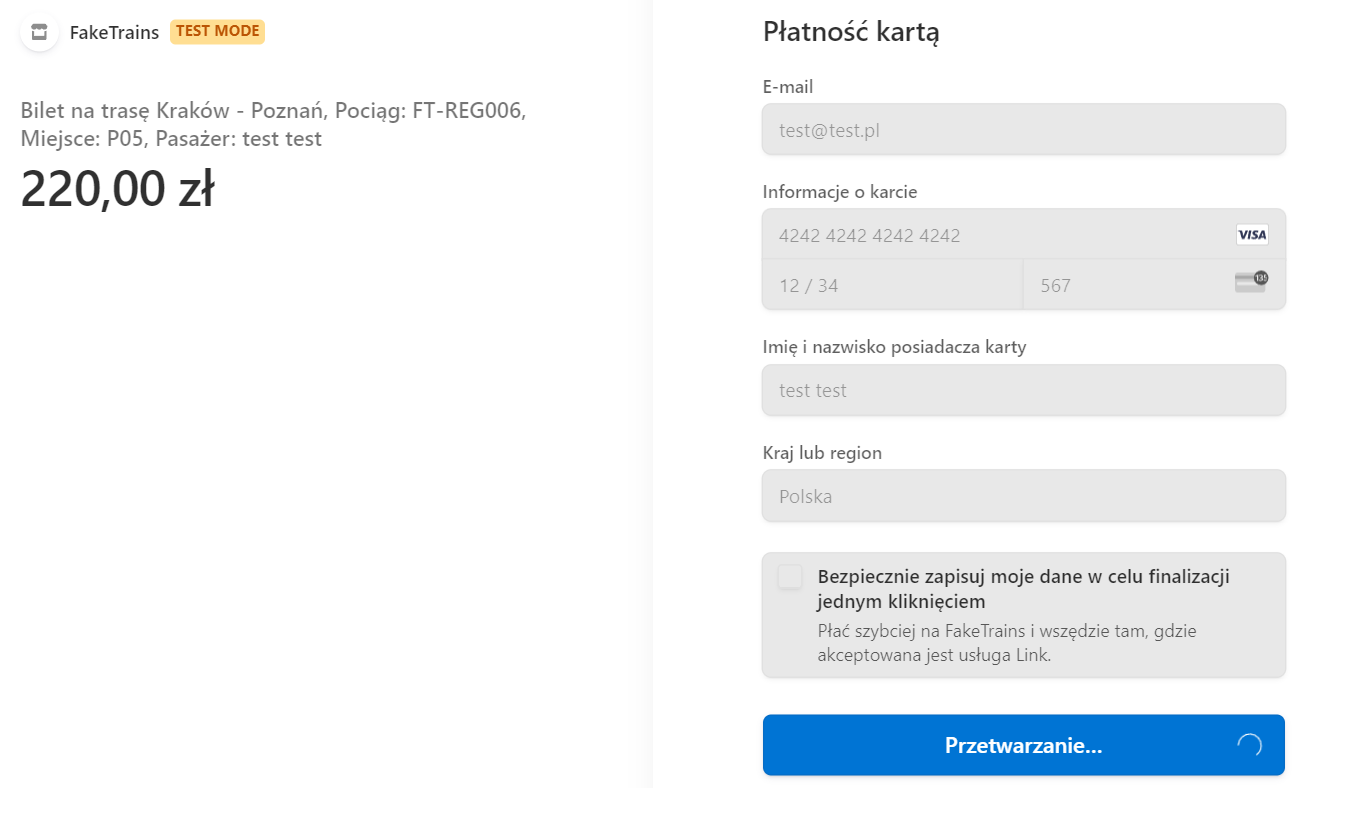 FakeTrains TEST MODE
Bilet na trasę Kraków - Poznań, Pociąg: FT-REG006,
Miejsce: P05, Pasażer: test test
220,00 zł
Płatność kartą
E-mail
test@test.pl
Informacje o karcie
4242 4242 4242 4242 VISA
12 / 34 567 135
Imię i nazwisko posiadacza karty
test test
Kraj lub region
Polska
Bezpiecznie zapisuj moje dane w celu finalizacji
jednym kliknięciem
Płać szybciej na FakeTrains i wszędzie tam, gdzie
akceptowana jest usługa Link.
Przetwarzanie...